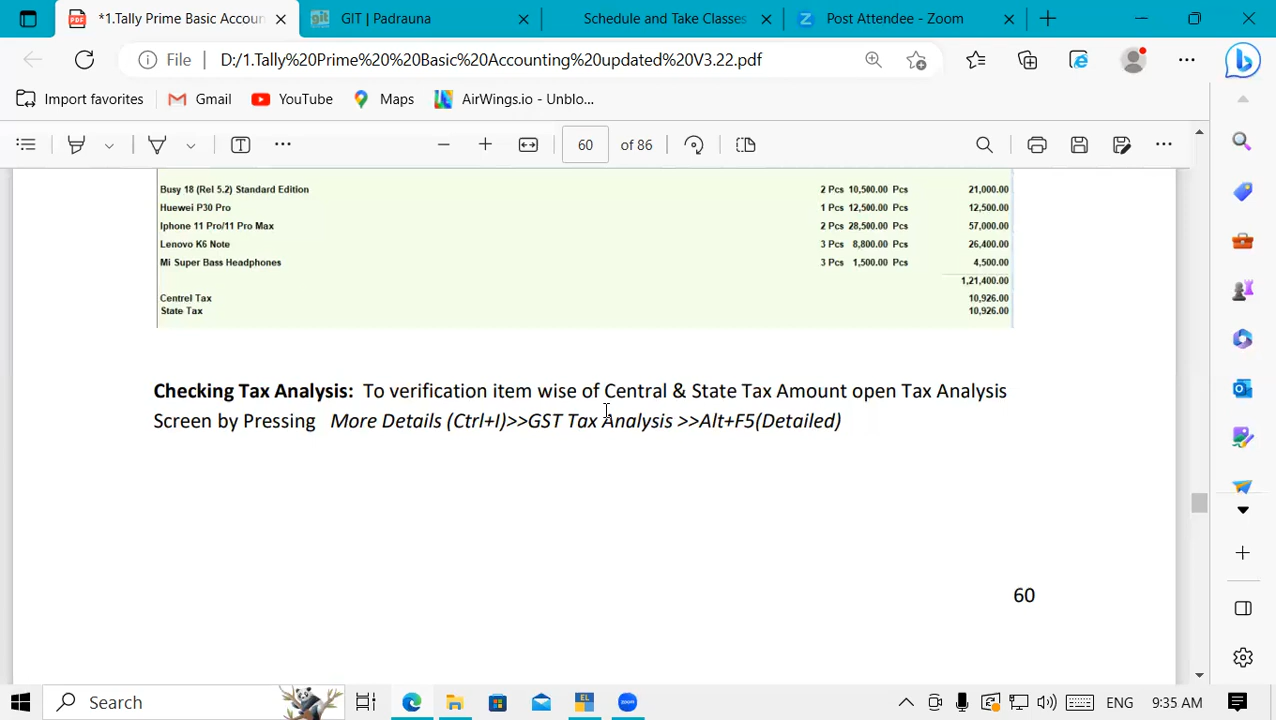 *1.Tally Prime Basic Accoun
GIT | Padrauna
Schedule and Take Classes
Post Attendee - Zoom
File
D:/1.Tally%20Prime%20%20Basic%20Accounting%20updated%20V3.22.pdf
Import favorites
Gmail
YouTube
Maps
AirWings.io - Unblo...
60 of 86
Busy 18 (Rel 5.2) Standard Edition 2 Pcs 10,500.00 Pcs 21,000.00
Huewei P30 Pro 1 Pcs 12,500.00 Pcs 12,500.00
Iphone 11 Pro/11 Pro Max 2 Pcs 28,500.00 Pcs 57,000.00
Lenovo K6 Note 3 Pcs 8,800.00 Pcs 26,400.00
Mi Super Bass Headphones 3 Pcs 1,500.00 Pcs 4,500.00
1,21,400.00
Centrel Tax 10,926.00
State Tax 10,926.00
Checking Tax Analysis: To verification item wise of Central & State Tax Amount open Tax Analysis
Screen by Pressing More Details (Ctrl+I)>>GST Tax Analysis >>Alt+F5(Detailed)
60
Search
EL
zoom
ENG
9:35 AM